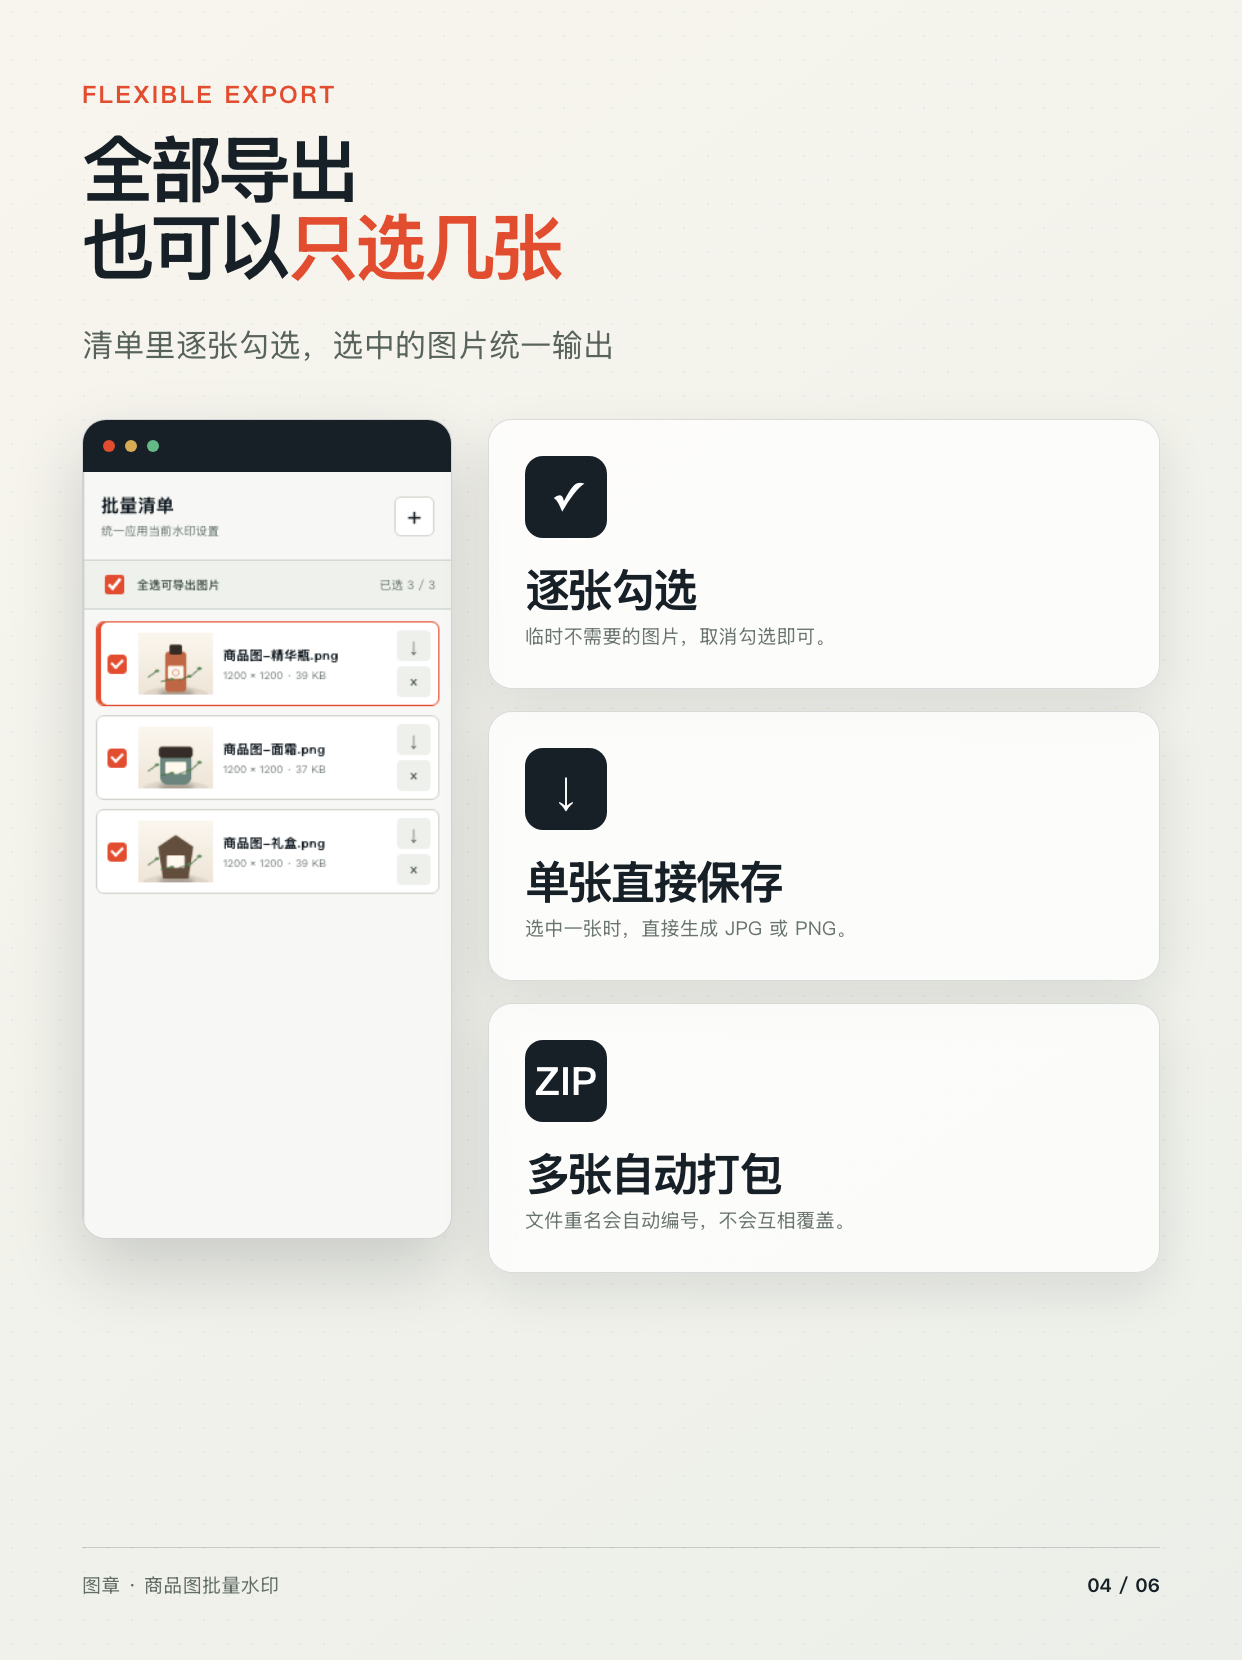 FLEXIBLE EXPORT
全部导出
也可以只选几张
清单里逐张勾选，选中的图片统一输出
批量清单
统一应用当前水印设置
+
全选可导出图片
已选 3 / 3
商品图-精华瓶.png
1200 × 1200 · 39 KB
↓
×
商品图-面霜.png
1200 × 1200 · 37 KB
↓
×
商品图-礼盒.png
1200 × 1200 · 39 KB
↓
×
✓
逐张勾选
临时不需要的图片，取消勾选即可。
↓
单张直接保存
选中一张时，直接生成 JPG 或 PNG。
ZIP
多张自动打包
文件重名会自动编号，不会互相覆盖。
图章 · 商品图批量水印
04 / 06